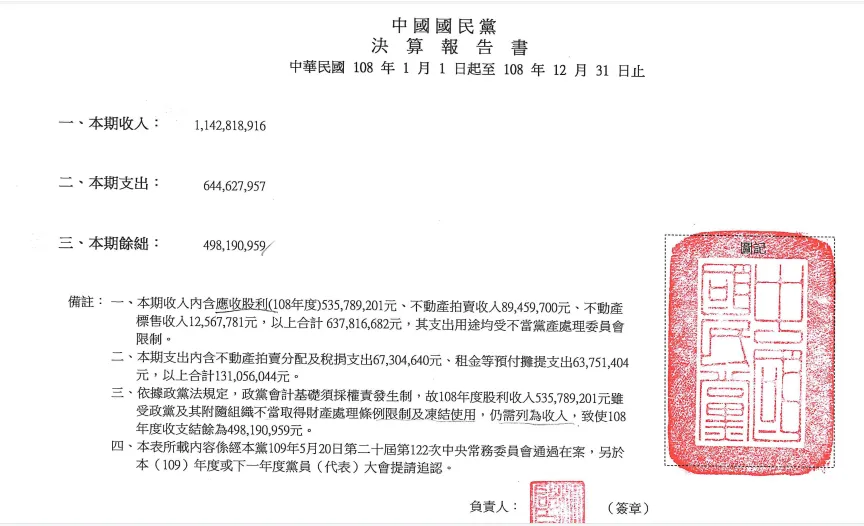 中國國民黨
決算報告書
中華民國 108 年 1 月 1 日起至 108 年 12 月 31 日止
一、本期收入： 1,142,818,916
二、本期支出： 644,627,957
三、本期餘絀： 498,190,959
圖記
中國國民黨
備註： 一、本期收入內含應收股利(108年度)535,789,201元、不動產拍賣收入89,459,700元、不動產
標售收入12,567,781元，以上合計 637,816,682元，其支出用途均受不當黨產處理委員會
限制。
二、本期支出內含不動產拍賣分配及稅捐支出67,304,640元、租金等預付攤提支出63,751,404
元，以上合計131,056,044元。
三、依據政黨法規定，政黨會計基礎須採權責發生制，故108年度股利收入535,789,201元雖
受政黨及其附隨組織不當取得財產處理條例限制及凍結使用，仍需列為收入，致使108
年度收支結餘為498,190,959元。
四、本表所載內容係經本黨109年5月20日第二十屆第122次中央常務委員會通過在案，另於
本（109）年度或下一年度黨員（代表）大會提請追認。
負責人： （簽章）